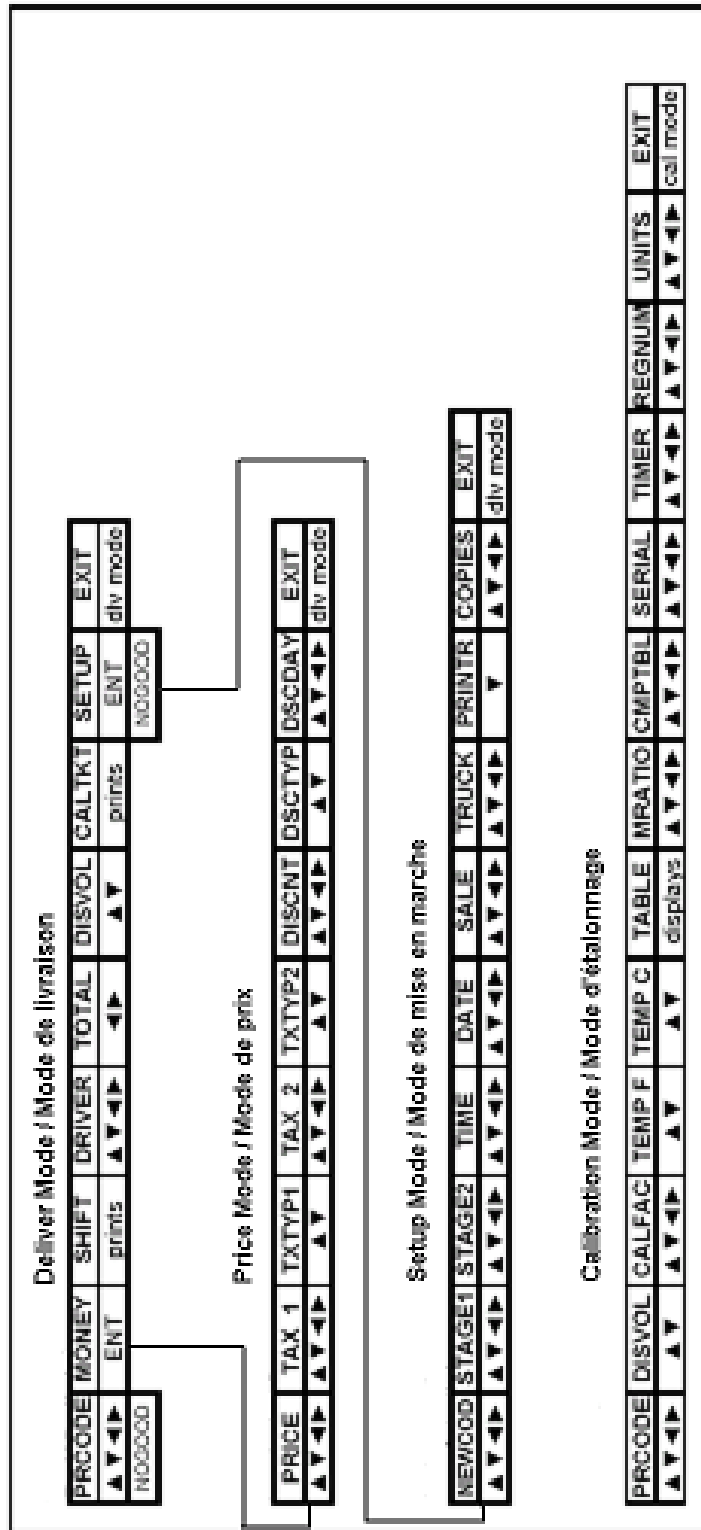 Deliver Mode / Mode de livraison
PRCODE MONEY SHIFT DRIVER TOTAL DISVOL CALTKT SETUP EXIT
▲▼◀▶ ENT prints ▲▼◀▶ ◀▶ ▲▼ prints ENT dlv mode
NOGOOD NOGOOD
Price Mode / Mode de prix
PRICE TAX 1 TXTYP1 TAX 2 TXTYP2 DISCNT DSCTYP DSCDAY EXIT
▲▼◀▶ ▲▼◀▶ ▲▼ ▲▼◀▶ ▲▼ ▲▼◀▶ ▲▼ ▲▼◀▶ dlv mode
Setup Mode / Mode de mise en marche
NEWCOD STAGE1 STAGE2 TIME DATE SALE TRUCK PRINTR COPIES EXIT
▲▼◀▶ ▲▼◀▶ ▲▼◀▶ ▲▼◀▶ ▲▼◀▶ ▲▼◀▶ ▲▼◀▶ ▼ ▲▼◀▶ dlv mode
Calibration Mode / Mode d'étalonnage
PRCODE DISVOL CALFAC TEMP F TEMP C TABLE MRATIO CMPTBL SERIAL TIMER REGNUM UNITS EXIT
▲▼◀▶ ▲▼ ▲▼◀▶ ▲▼ ▲▼ displays ▲▼◀▶ ▲▼◀▶ ▲▼◀▶ ▲▼◀▶ ▲▼◀▶ ▲▼◀▶ cal mode